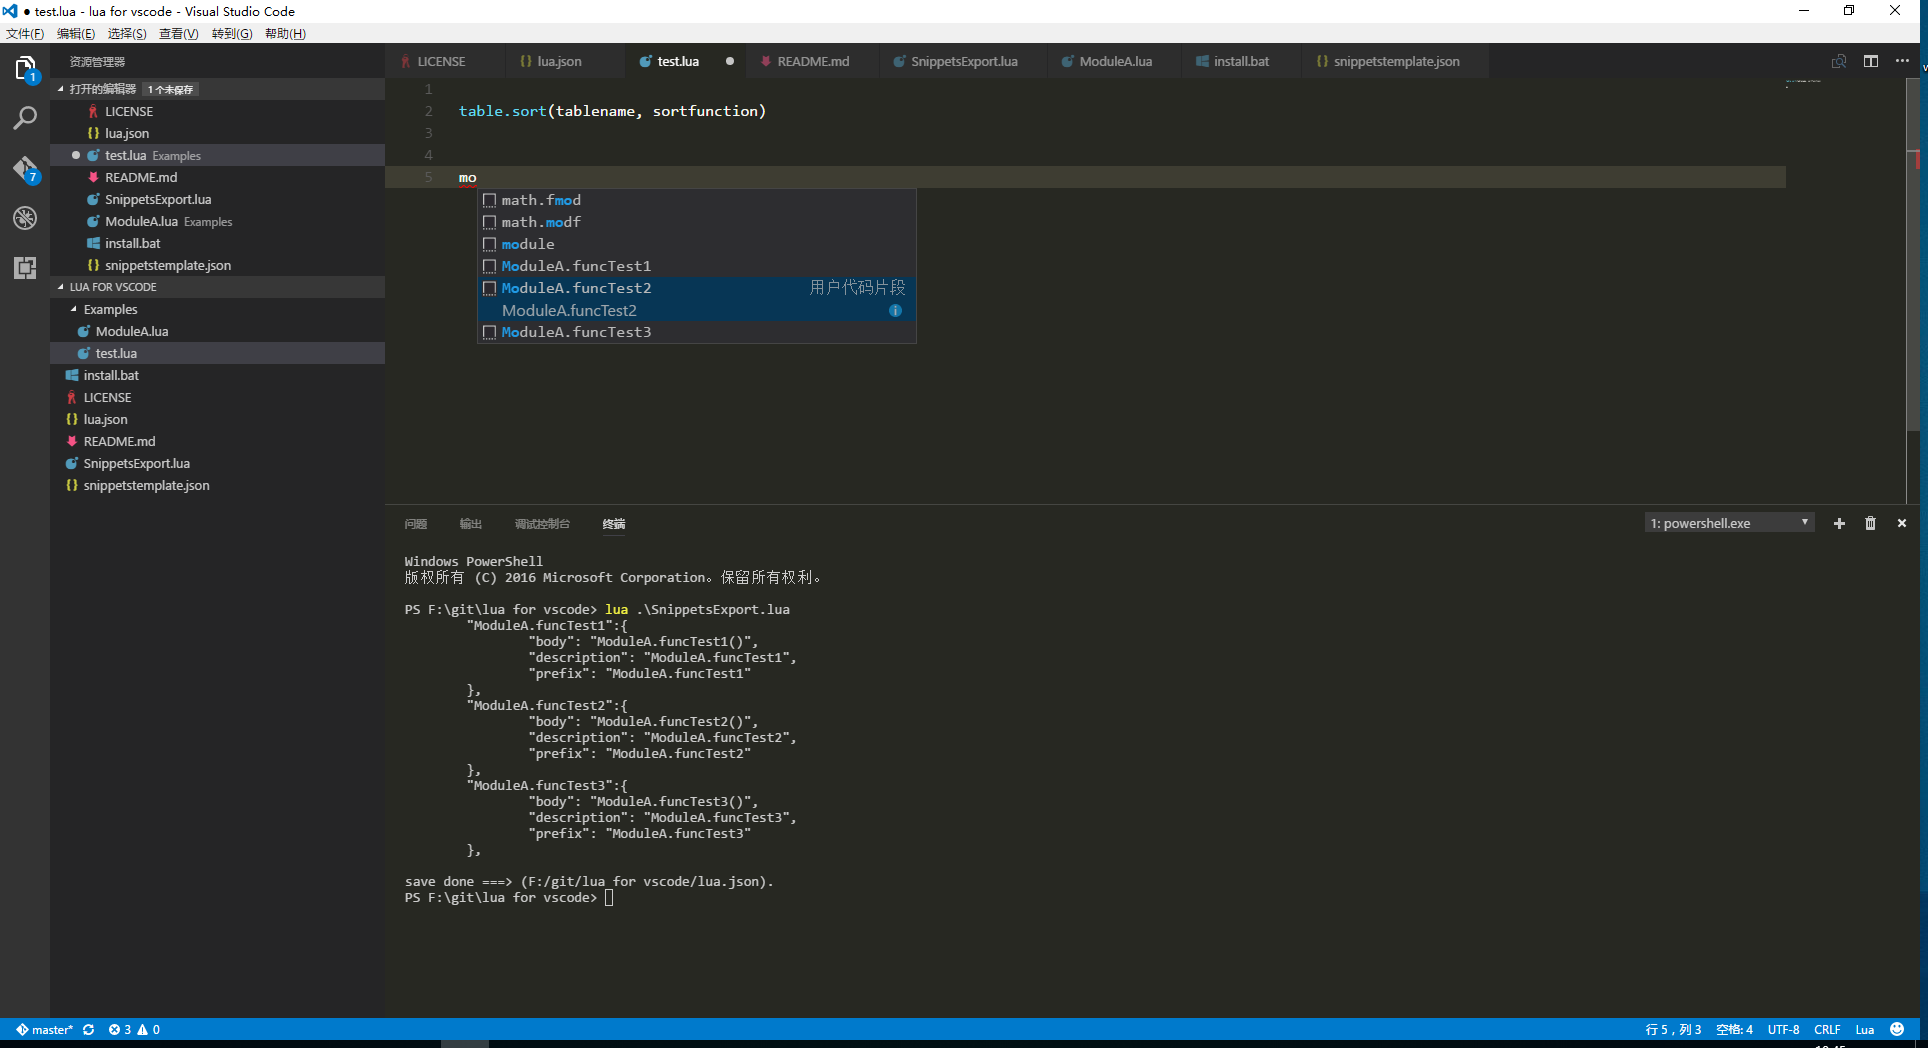 ● test.lua - lua for vscode - Visual Studio Code
文件(F) 编辑(E) 选择(S) 查看(V) 转到(G) 帮助(H)
资源管理器
LICENSE lua.json test.lua README.md SnippetsExport.lua ModuleA.lua install.bat snippetstemplate.json
1
7
打开的编辑器 1 个未保存
LICENSE
lua.json
test.lua Examples
README.md
SnippetsExport.lua
ModuleA.lua Examples
install.bat
snippetstemplate.json
LUA FOR VSCODE
Examples
ModuleA.lua
test.lua
install.bat
LICENSE
lua.json
README.md
SnippetsExport.lua
snippetstemplate.json
1
2 table.sort(tablename, sortfunction)
3
4
5 mo
math.fmod
math.modf
module
ModuleA.funcTest1
ModuleA.funcTest2 用户代码片段
ModuleA.funcTest2
ModuleA.funcTest3
问题 输出 调试控制台 终端
1: powershell.exe
Windows PowerShell
版权所有 (C) 2016 Microsoft Corporation。保留所有权利。
PS F:\git\lua for vscode> lua .\SnippetsExport.lua
"ModuleA.funcTest1":{
"body": "ModuleA.funcTest1()",
"description": "ModuleA.funcTest1",
"prefix": "ModuleA.funcTest1"
},
"ModuleA.funcTest2":{
"body": "ModuleA.funcTest2()",
"description": "ModuleA.funcTest2",
"prefix": "ModuleA.funcTest2"
},
"ModuleA.funcTest3":{
"body": "ModuleA.funcTest3()",
"description": "ModuleA.funcTest3",
"prefix": "ModuleA.funcTest3"
},
save done ===> (F:/git/lua for vscode/lua.json).
PS F:\git\lua for vscode>
master* 3 0 行 5，列 3 空格: 4 UTF-8 CRLF Lua